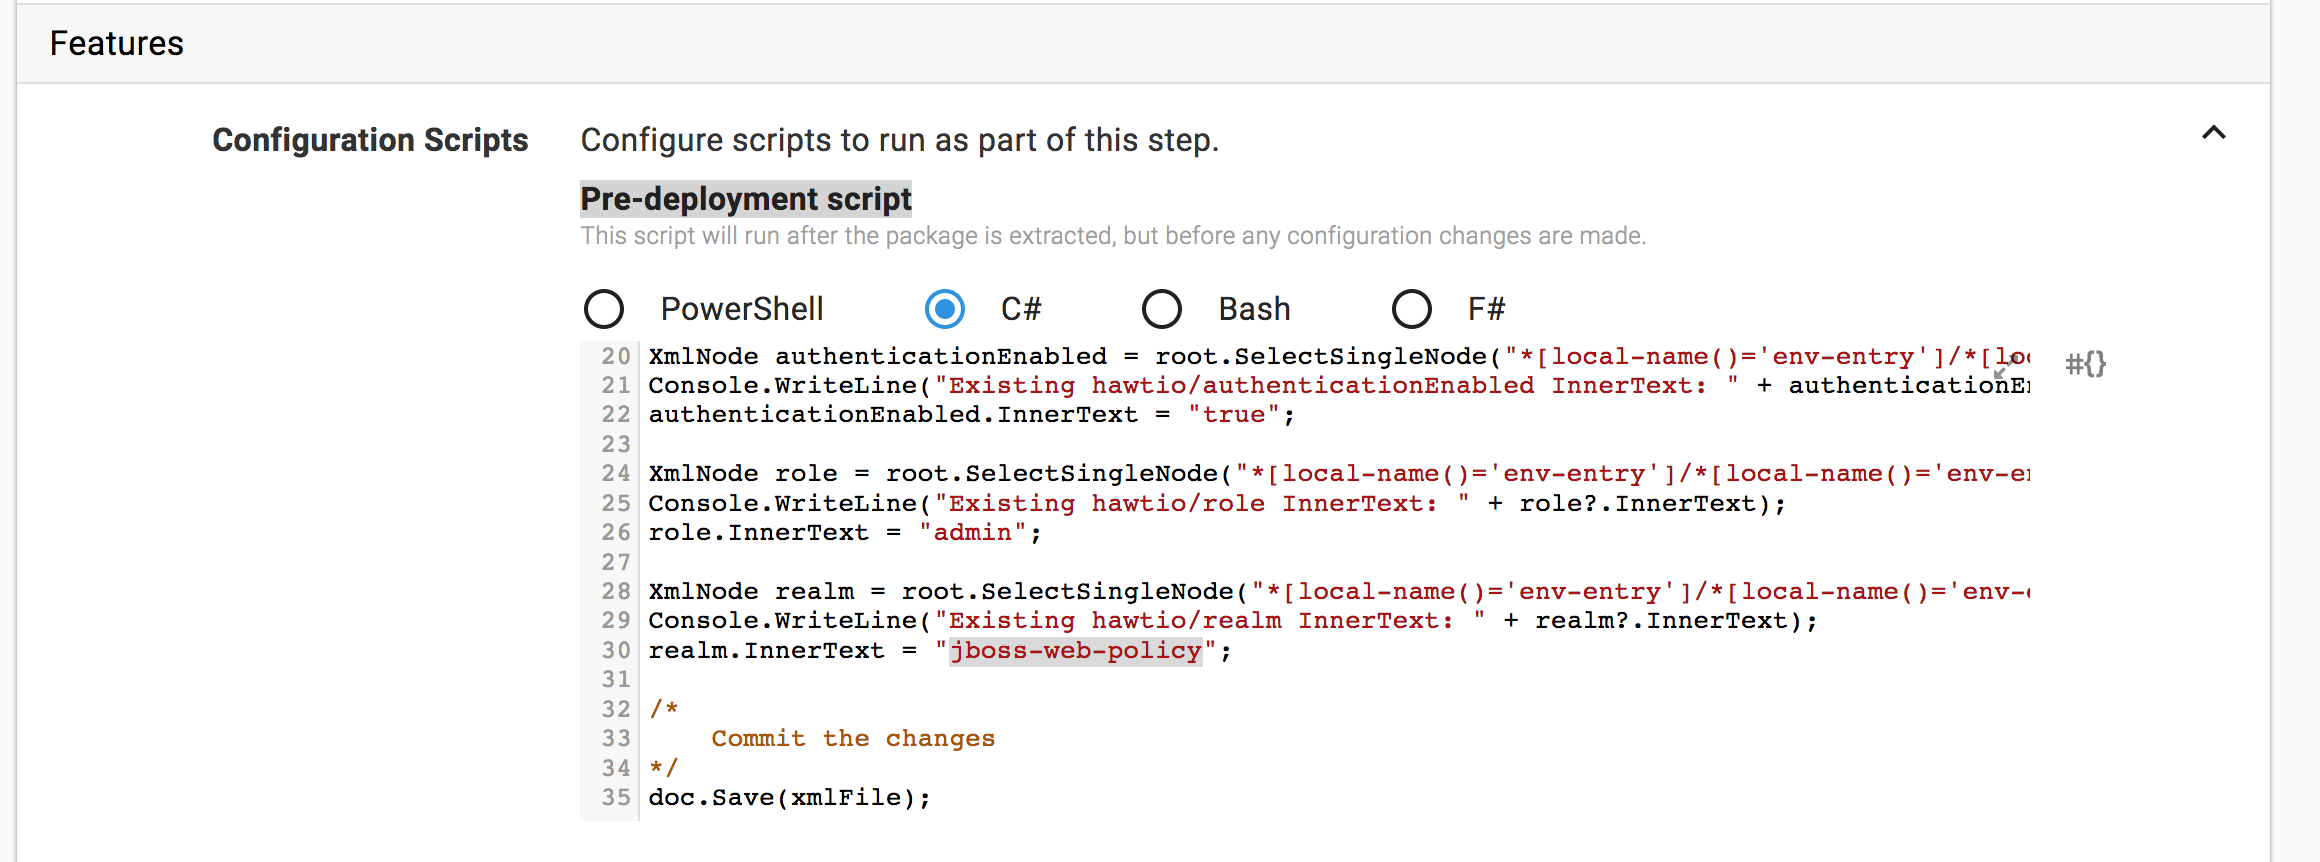 Features
Configuration Scripts
Configure scripts to run as part of this step.
Pre-deployment script
This script will run after the package is extracted, but before any configuration changes are made.
PowerShell C# Bash F#
20 XmlNode authenticationEnabled = root.SelectSingleNode("*[local-name()='env-entry']/*[lo
#{}
21 Console.WriteLine("Existing hawtio/authenticationEnabled InnerText: " + authenticationE
22 authenticationEnabled.InnerText = "true";
23
24 XmlNode role = root.SelectSingleNode("*[local-name()='env-entry']/*[local-name()='env-e
25 Console.WriteLine("Existing hawtio/role InnerText: " + role?.InnerText);
26 role.InnerText = "admin";
27
28 XmlNode realm = root.SelectSingleNode("*[local-name()='env-entry']/*[local-name()='env-
29 Console.WriteLine("Existing hawtio/realm InnerText: " + realm?.InnerText);
30 realm.InnerText = "jboss-web-policy";
31
32 /*
33 Commit the changes
34 */
35 doc.Save(xmlFile);